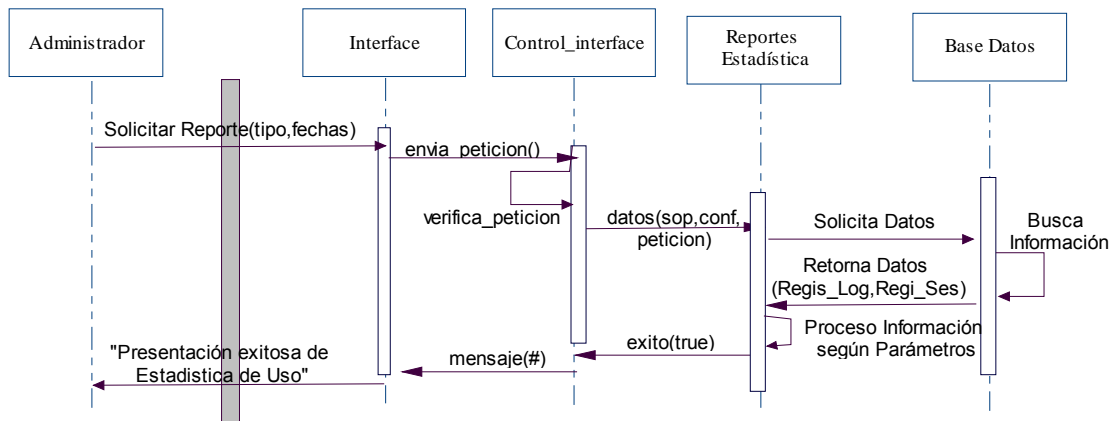 Administrador
Interface
Control_interface
Reportes
Estadística
Base Datos
Solicitar Reporte(tipo,fechas)
envia_peticion()
verifica_peticion
datos(sop,conf,
peticion)
Solicita Datos
Busca
Información
Retorna Datos
(Regis_Log,Regi_Ses)
Proceso Información
según Parámetros
exito(true)
mensaje(#)
"Presentación exitosa de
Estadistica de Uso"